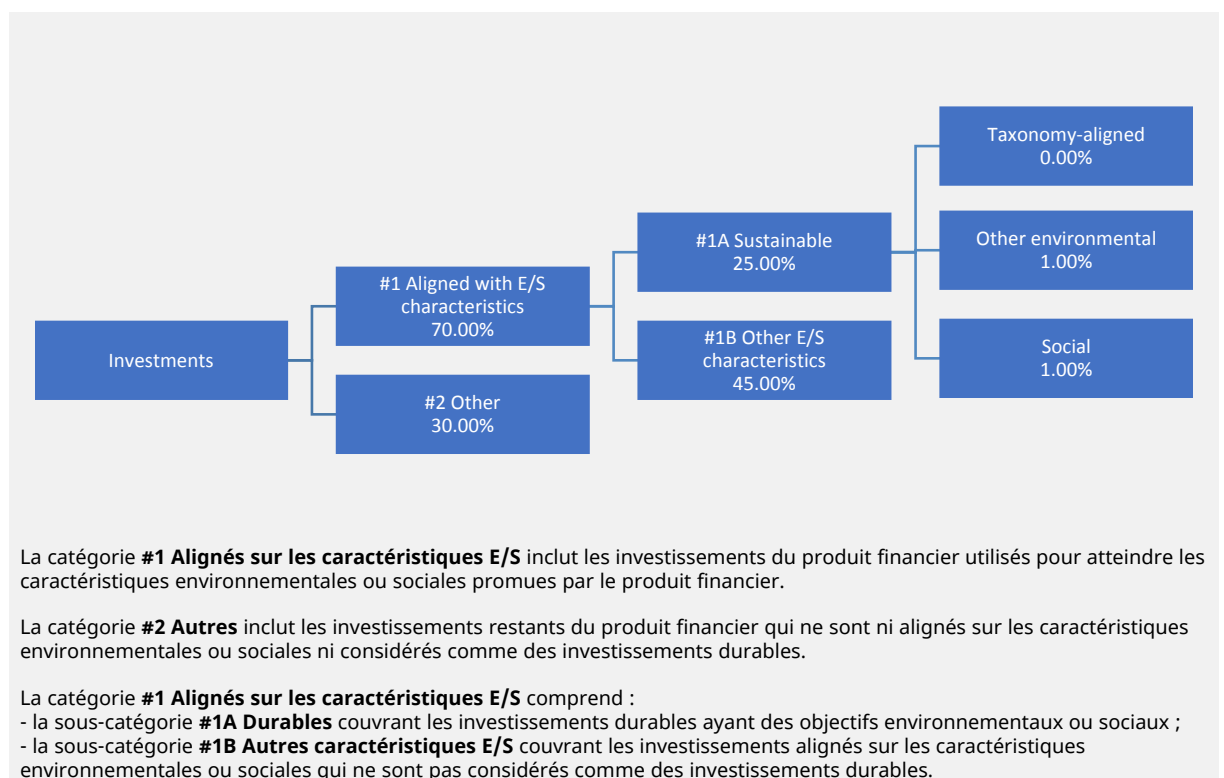 Taxonomy-aligned
0.00%
#1A Sustainable
25.00%
Other environmental
1.00%
#1 Aligned with E/S
characteristics
70.00%
Investments
#1B Other E/S
characteristics
45.00%
Social
1.00%
#2 Other
30.00%
La catégorie #1 Alignés sur les caractéristiques E/S inclut les investissements du produit financier utilisés pour atteindre les
caractéristiques environnementales ou sociales promues par le produit financier.
La catégorie #2 Autres inclut les investissements restants du produit financier qui ne sont ni alignés sur les caractéristiques
environnementales ou sociales ni considérés comme des investissements durables.
La catégorie #1 Alignés sur les caractéristiques E/S comprend :
- la sous-catégorie #1A Durables couvrant les investissements durables ayant des objectifs environnementaux ou sociaux ;
- la sous-catégorie #1B Autres caractéristiques E/S couvrant les investissements alignés sur les caractéristiques
environnementales ou sociales qui ne sont pas considérés comme des investissements durables.